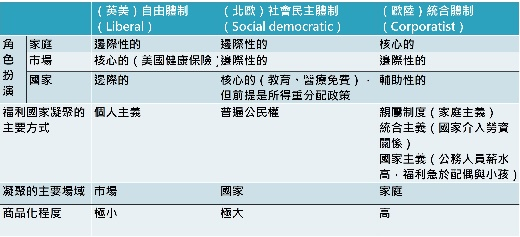 （英美）自由體制
（Liberal）
（北歐）社會民主體制
（Social democratic）
（歐陸）統合體制
（Corporatist）
角色扮演
家庭 邊際性的 邊際性的 核心的
市場 核心的（美國健康保險） 邊際性的 邊際性的
國家 邊際的 核心的（教育、醫療免費）， 輔助性的
但前提是所得重分配政策
福利國家凝聚的
主要方式
個人主義
普遍公民權
親屬制度（家庭主義）
統合主義（國家介入勞資
關係）
國家主義（公務人員薪水
高，福利急於配偶與小孩）
凝聚的主要場域 市場 國家 家庭
商品化程度 極小 極大 高